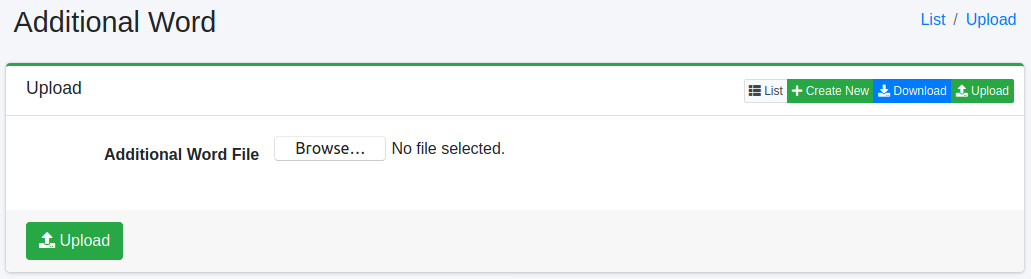 Additional Word
List / Upload
Upload
List Create New Download Upload
Additional Word File Browse... No file selected.
Upload